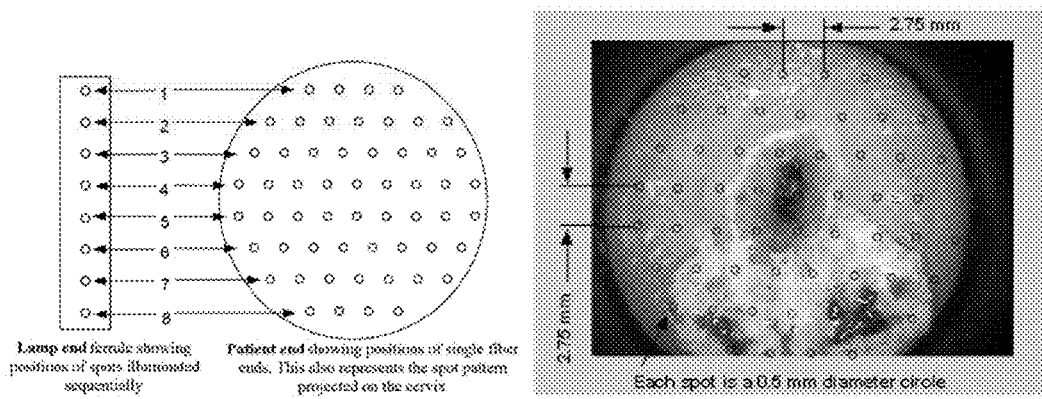 1
2
3
4
5
6
7
8
Lamp end ferrule showing
positions of spots illuminated
sequentially
Patient end showing positions of single fiber
ends. This also represents the spot pattern
projected on the cervix
2.75 mm
2.75 mm
Each spot is a 0.5 mm diameter circle